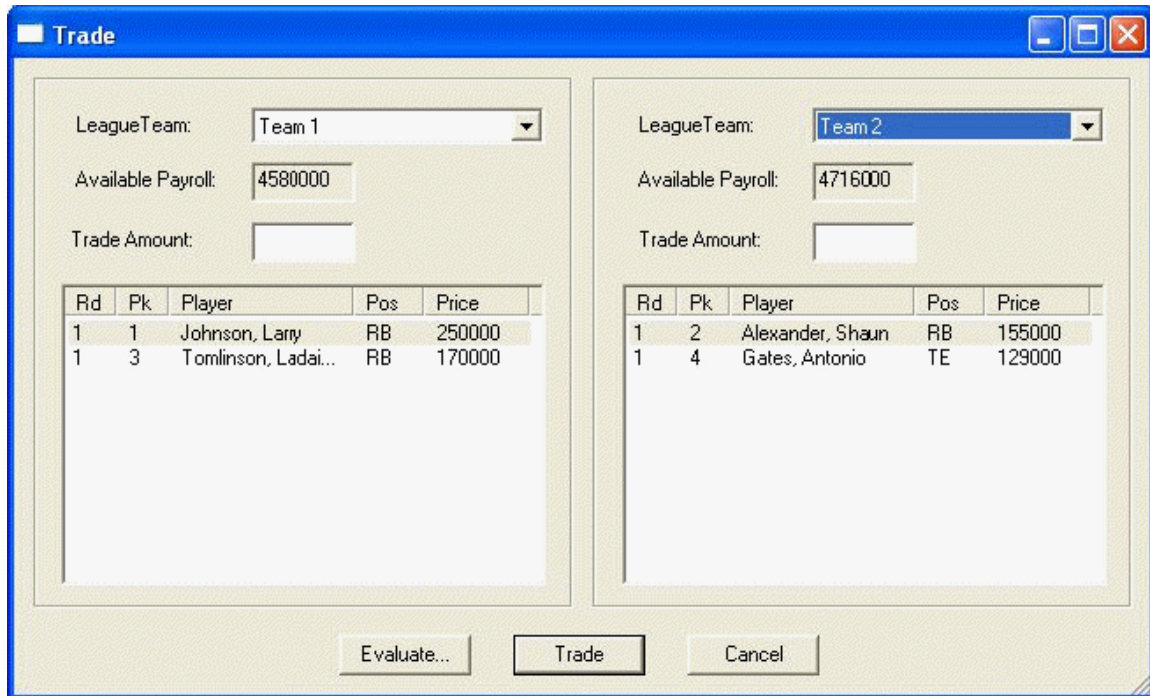 Trade
LeagueTeam: Team 1
Available Payroll: 4580000
Trade Amount:
Rd Pk Player Pos Price
1 1 Johnson, Larry RB 250000
1 3 Tomlinson, Ladai... RB 170000
LeagueTeam: Team 2
Available Payroll: 4716000
Trade Amount:
Rd Pk Player Pos Price
1 2 Alexander, Shaun RB 155000
1 4 Gates, Antonio TE 129000
Evaluate... Trade Cancel